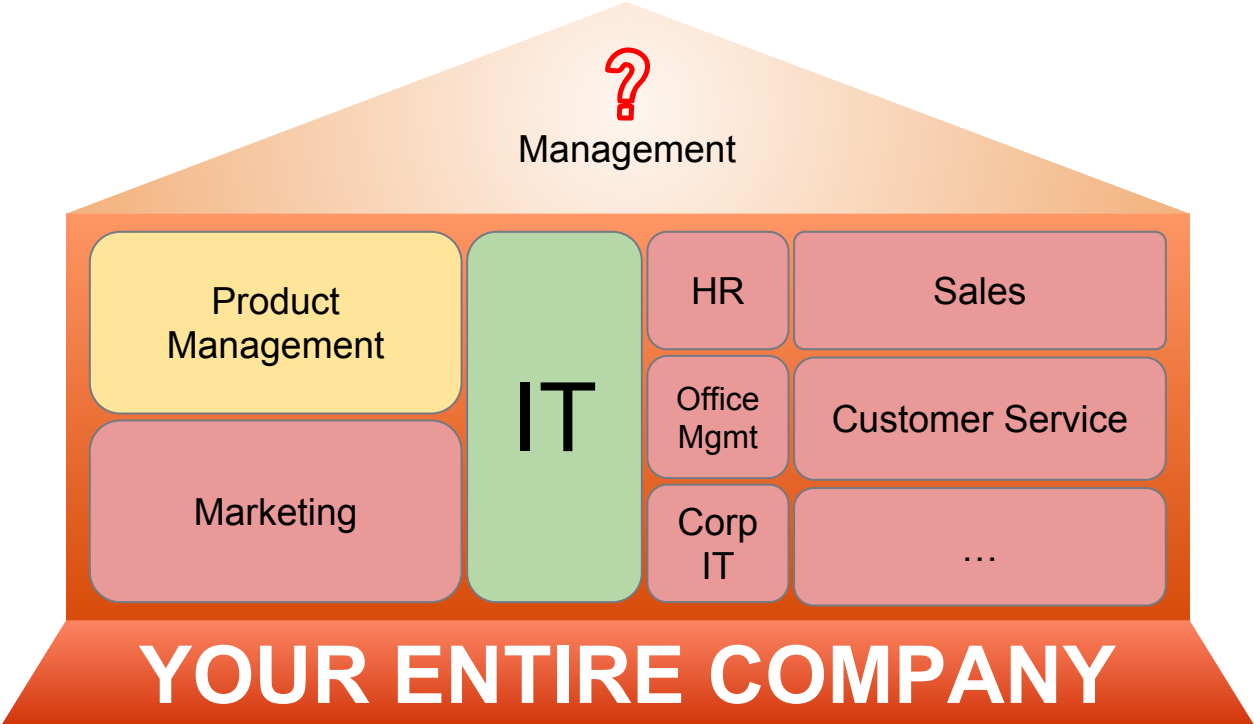 ?
Management
Product
Management
Marketing
IT
HR
Office
Mgmt
Corp
IT
Sales
Customer Service
…
YOUR ENTIRE COMPANY